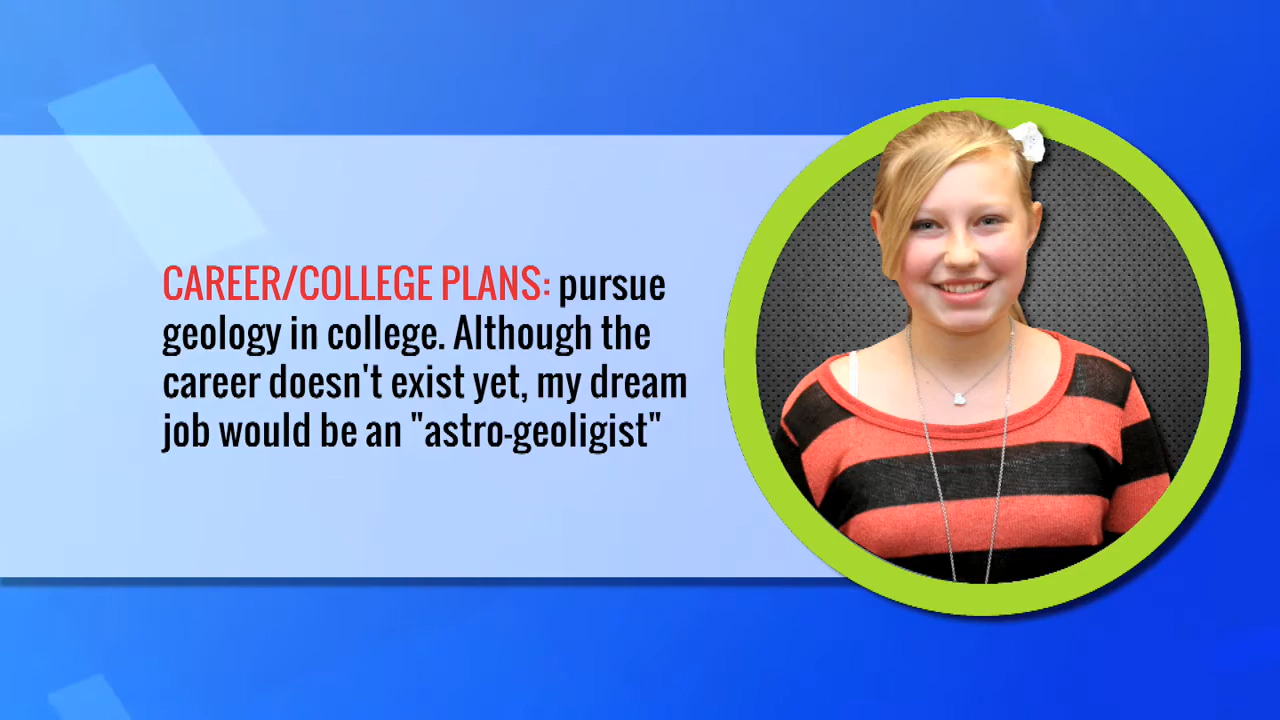 CAREER/COLLEGE PLANS: pursue
geology in college. Although the
career doesn't exist yet, my dream
job would be an "astro-geoligist"